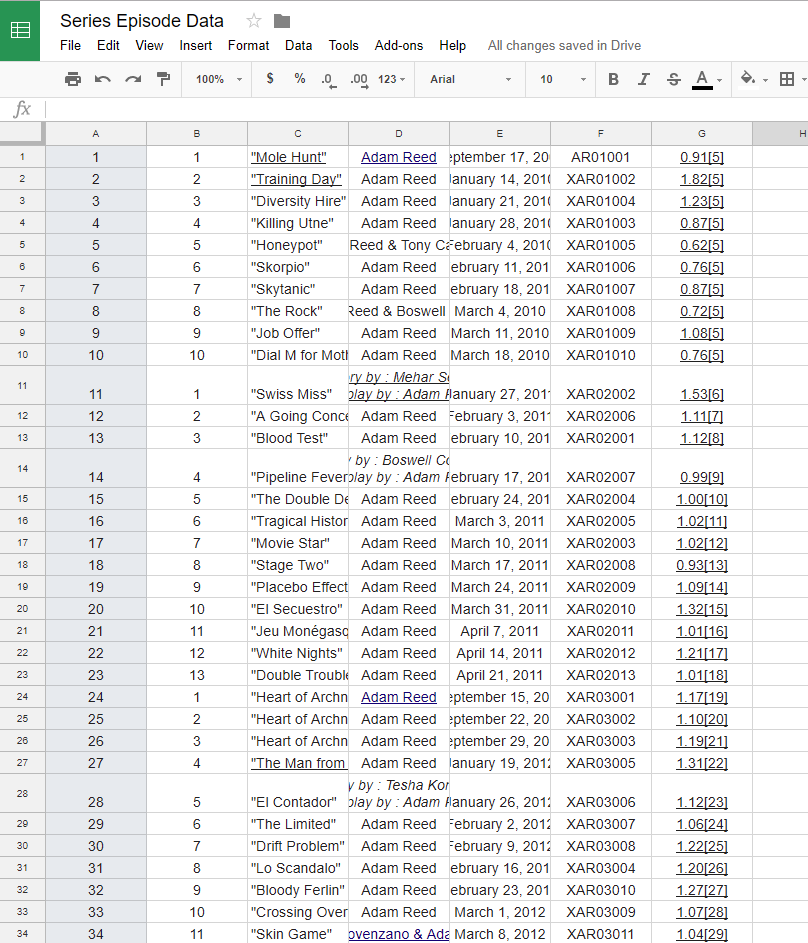 Series Episode Data
File Edit View Insert Format Data Tools Add-ons Help All changes saved in Drive
100% $ % .0 .00 123 Arial 10 B I S A
fx
A B C D E F G H
1 1 1 "Mole Hunt" Adam Reed eptember 17, 20 AR01001 0.91[5]
2 2 2 "Training Day" Adam Reed January 14, 2010 XAR01002 1.82[5]
3 3 3 "Diversity Hire" Adam Reed January 21, 2010 XAR01004 1.23[5]
4 4 4 "Killing Utne" Adam Reed January 28, 2010 XAR01003 0.87[5]
5 5 5 "Honeypot" Reed & Tony Ca February 4, 2010 XAR01005 0.62[5]
6 6 6 "Skorpio" Adam Reed ebruary 11, 201 XAR01006 0.76[5]
7 7 7 "Skytanic" Adam Reed ebruary 18, 201 XAR01007 0.87[5]
8 8 8 "The Rock" Reed & Boswell March 4, 2010 XAR01008 0.72[5]
9 9 9 "Job Offer" Adam Reed March 11, 2010 XAR01009 1.08[5]
10 10 10 "Dial M for Moth Adam Reed March 18, 2010 XAR01010 0.76[5]
ry by : Mehar Se
11 11 1 "Swiss Miss" play by : Adam R January 27, 2011 XAR02002 1.53[6]
12 12 2 "A Going Conce Adam Reed February 3, 2011 XAR02006 1.11[7]
13 13 3 "Blood Test" Adam Reed ebruary 10, 201 XAR02001 1.12[8]
y by : Boswell Co
14 14 4 "Pipeline Fever play by : Adam R ebruary 17, 201 XAR02007 0.99[9]
15 15 5 "The Double De Adam Reed ebruary 24, 201 XAR02004 1.00[10]
16 16 6 "Tragical Histor Adam Reed March 3, 2011 XAR02005 1.02[11]
17 17 7 "Movie Star" Adam Reed March 10, 2011 XAR02003 1.02[12]
18 18 8 "Stage Two" Adam Reed March 17, 2011 XAR02008 0.93[13]
19 19 9 "Placebo Effect Adam Reed March 24, 2011 XAR02009 1.09[14]
20 20 10 "El Secuestro" Adam Reed March 31, 2011 XAR02010 1.32[15]
21 21 11 "Jeu Monégasq Adam Reed April 7, 2011 XAR02011 1.01[16]
22 22 12 "White Nights" Adam Reed April 14, 2011 XAR02012 1.21[17]
23 23 13 "Double Trouble Adam Reed April 21, 2011 XAR02013 1.01[18]
24 24 1 "Heart of Archn Adam Reed eptember 15, 20 XAR03001 1.17[19]
25 25 2 "Heart of Archn Adam Reed eptember 22, 20 XAR03002 1.10[20]
26 26 3 "Heart of Archn Adam Reed eptember 29, 20 XAR03003 1.19[21]
27 27 4 "The Man from Adam Reed January 19, 2012 XAR03005 1.31[22]
y by : Tesha Kon
28 28 5 "El Contador" play by : Adam R January 26, 2012 XAR03006 1.12[23]
29 29 6 "The Limited" Adam Reed February 2, 2012 XAR03007 1.06[24]
30 30 7 "Drift Problem" Adam Reed February 9, 2012 XAR03008 1.22[25]
31 31 8 "Lo Scandalo" Adam Reed ebruary 16, 201 XAR03004 1.20[26]
32 32 9 "Bloody Ferlin" Adam Reed ebruary 23, 201 XAR03010 1.27[27]
33 33 10 "Crossing Over Adam Reed March 1, 2012 XAR03009 1.07[28]
34 34 11 "Skin Game" ovenzano & Ada March 8, 2012 XAR03011 1.04[29]